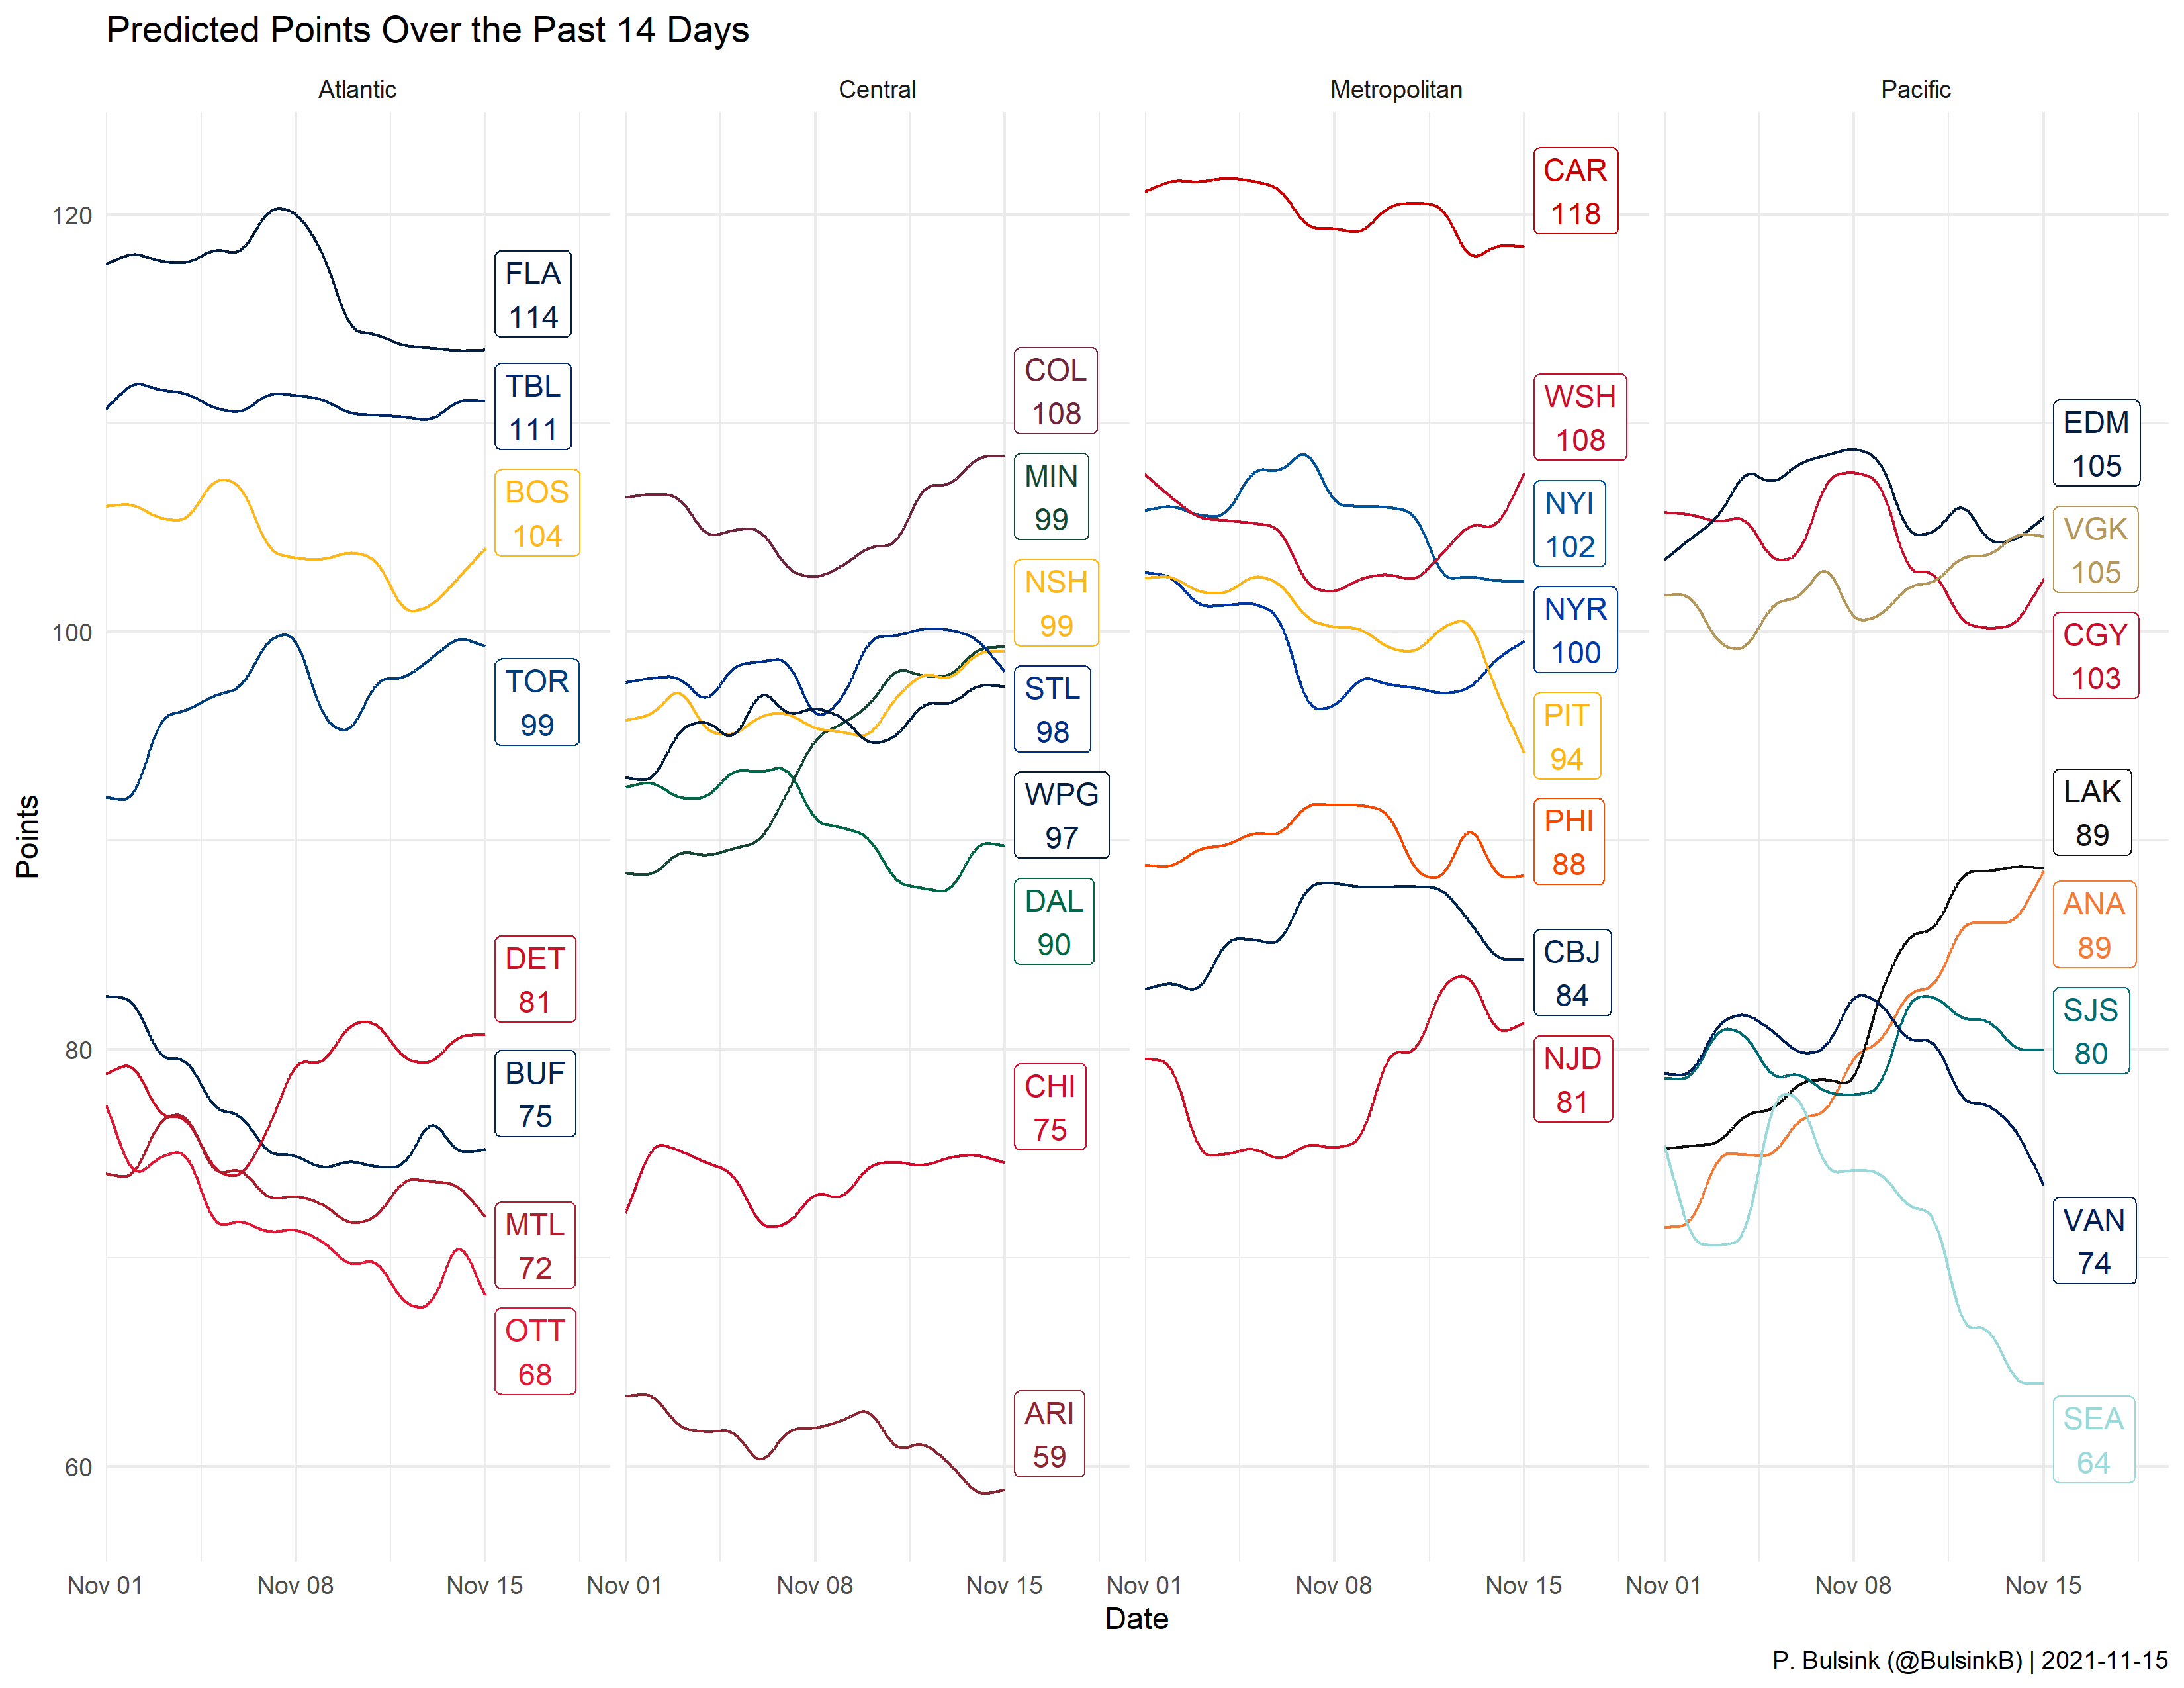 Predicted Points Over the Past 14 Days
Atlantic
Central
Metropolitan
Pacific
Points
120
100
80
60
FLA
114
TBL
111
BOS
104
TOR
99
DET
81
BUF
75
MTL
72
OTT
68
COL
108
MIN
99
NSH
99
STL
98
WPG
97
DAL
90
CHI
75
ARI
59
CAR
118
WSH
108
NYI
102
NYR
100
PIT
94
PHI
88
CBJ
84
NJD
81
EDM
105
VGK
105
CGY
103
LAK
89
ANA
89
SJS
80
VAN
74
SEA
64
Nov 01 Nov 08 Nov 15 Nov 01 Nov 08 Nov 15 Nov 01 Nov 08 Nov 15 Nov 01 Nov 08 Nov 15
Date
P. Bulsink (@BulsinkB) | 2021-11-15